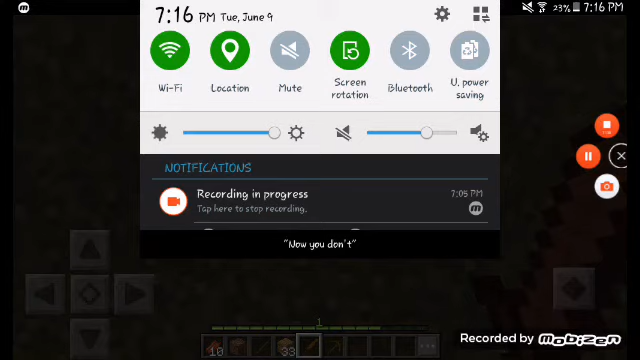 7:16 PM Tue, June 9
23% 7:16 PM
Wi-Fi
Location
Mute
Screen rotation
Bluetooth
U. power saving
NOTIFICATIONS
Recording in progress
7:05 PM
Tap here to stop recording.
"Now you don't"
1
10
33
Recorded by Mobizen